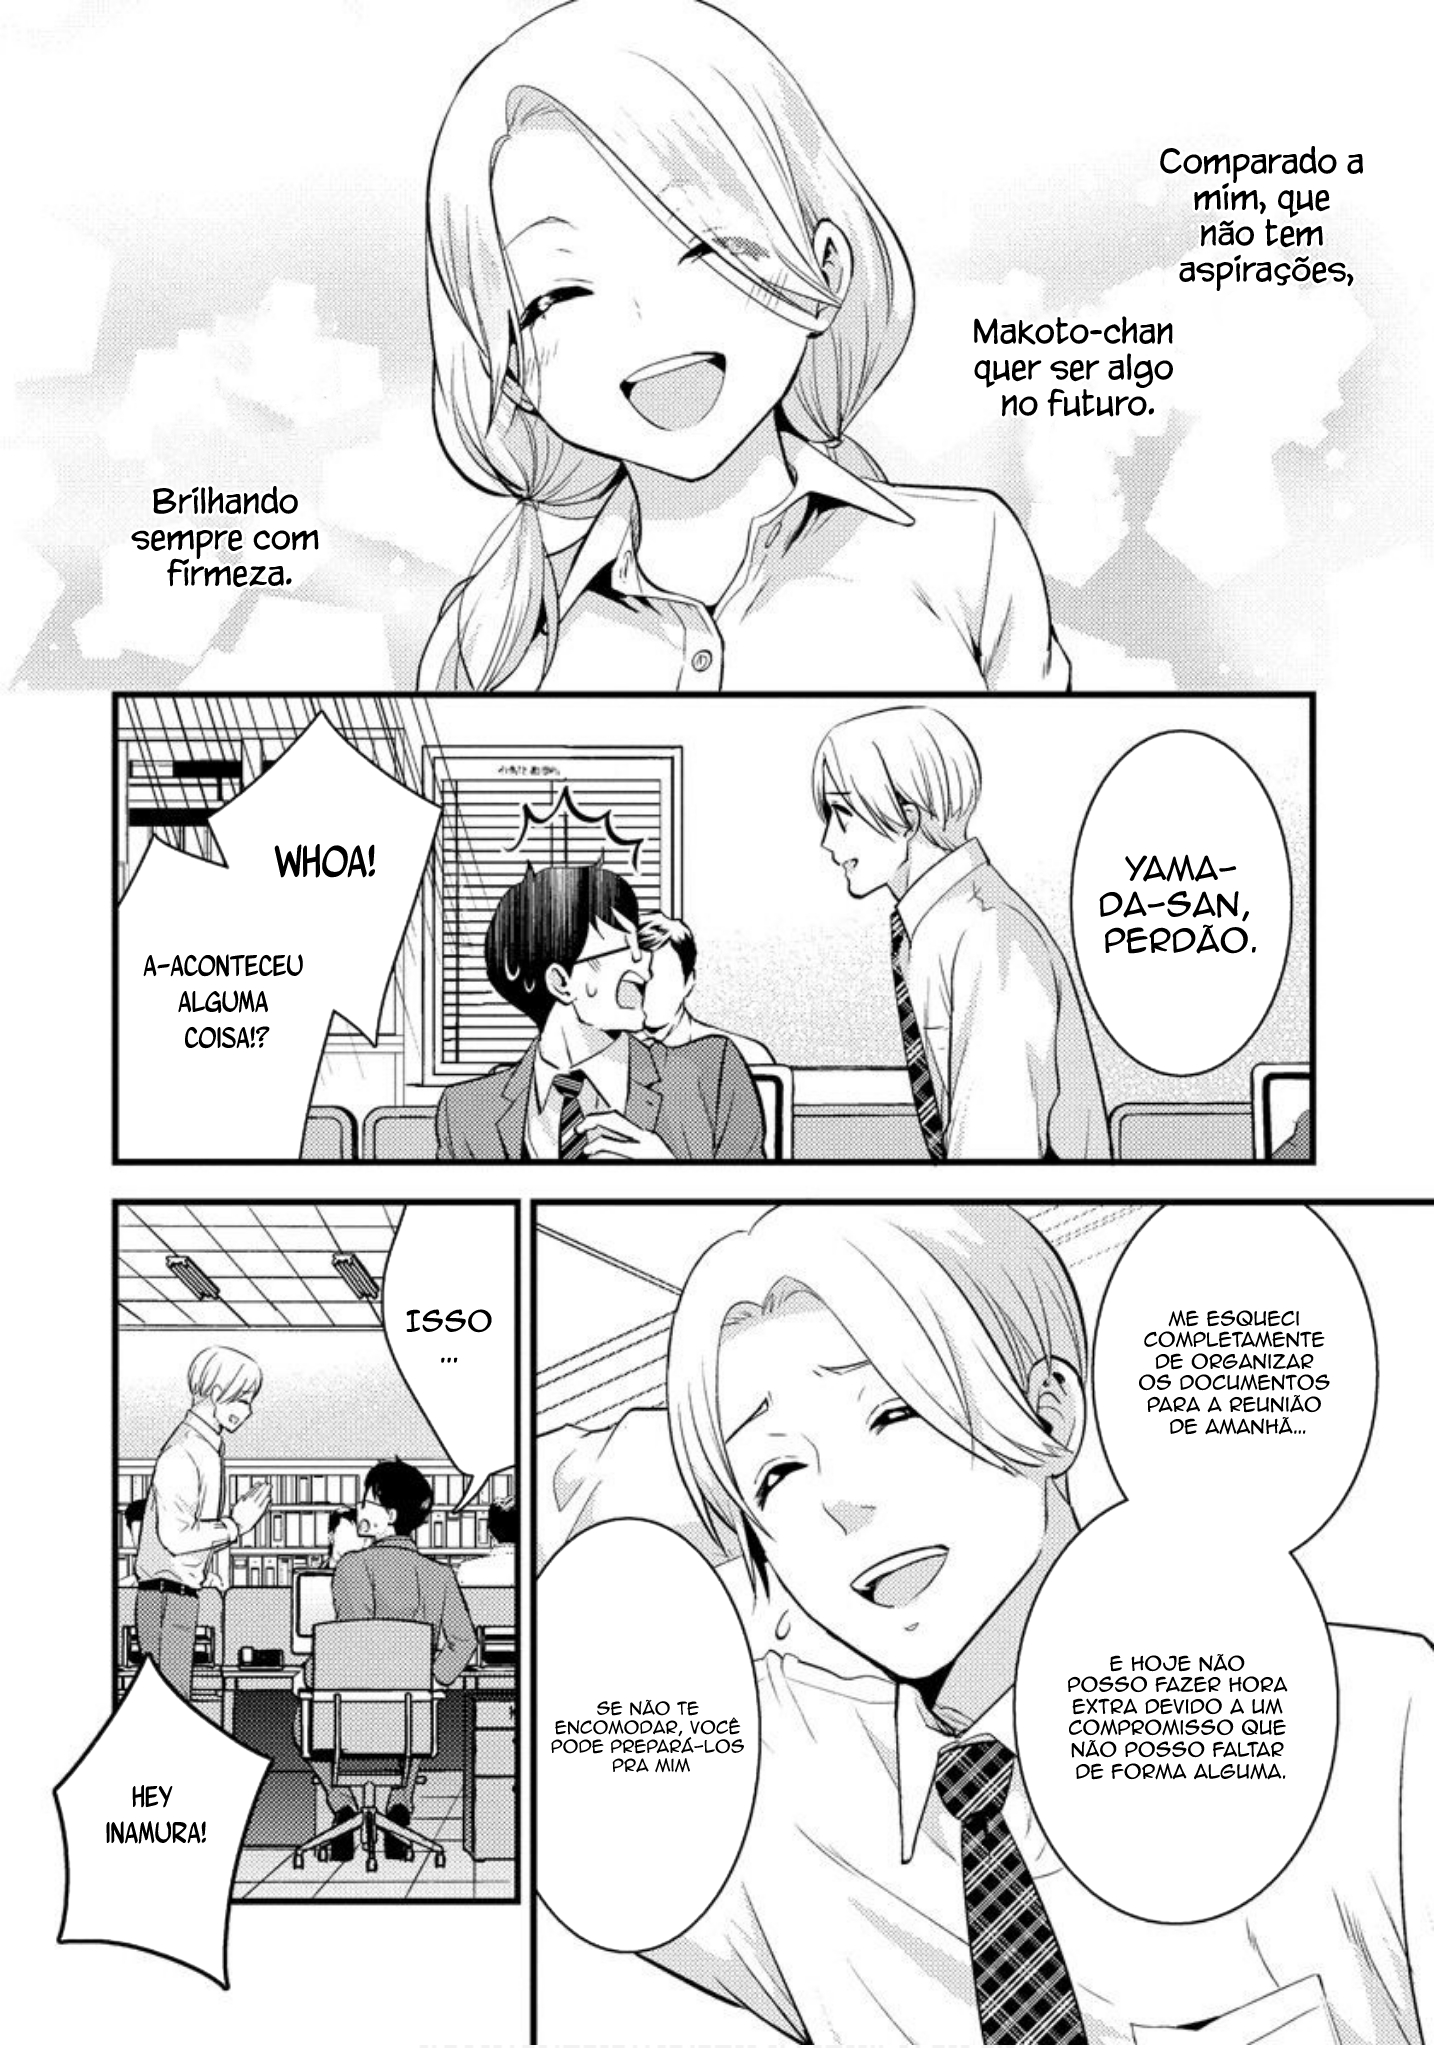 Comparado a
mim, que
não tem
aspirações,
Makoto-chan
quer ser algo
no futuro.
Brilhando
sempre com
firmeza.
YAMA-
DA-SAN,
PERDÃO.
WHOA!
A-ACONTECEU
ALGUMA
COISA!?
ME ESQUECI
COMPLETAMENTE
DE ORGANIZAR
OS DOCUMENTOS
PARA A REUNIÃO
DE AMANHÃ...
E HOJE NÃO
POSSO FAZER HORA
EXTRA DEVIDO A UM
COMPROMISSO QUE
NÃO POSSO FALTAR
DE FORMA ALGUMA.
SE NÃO TE
ENCOMODAR, VOCÊ
PODE PREPARÁ-LOS
PRA MIM
ISSO
...
HEY
INAMURA!